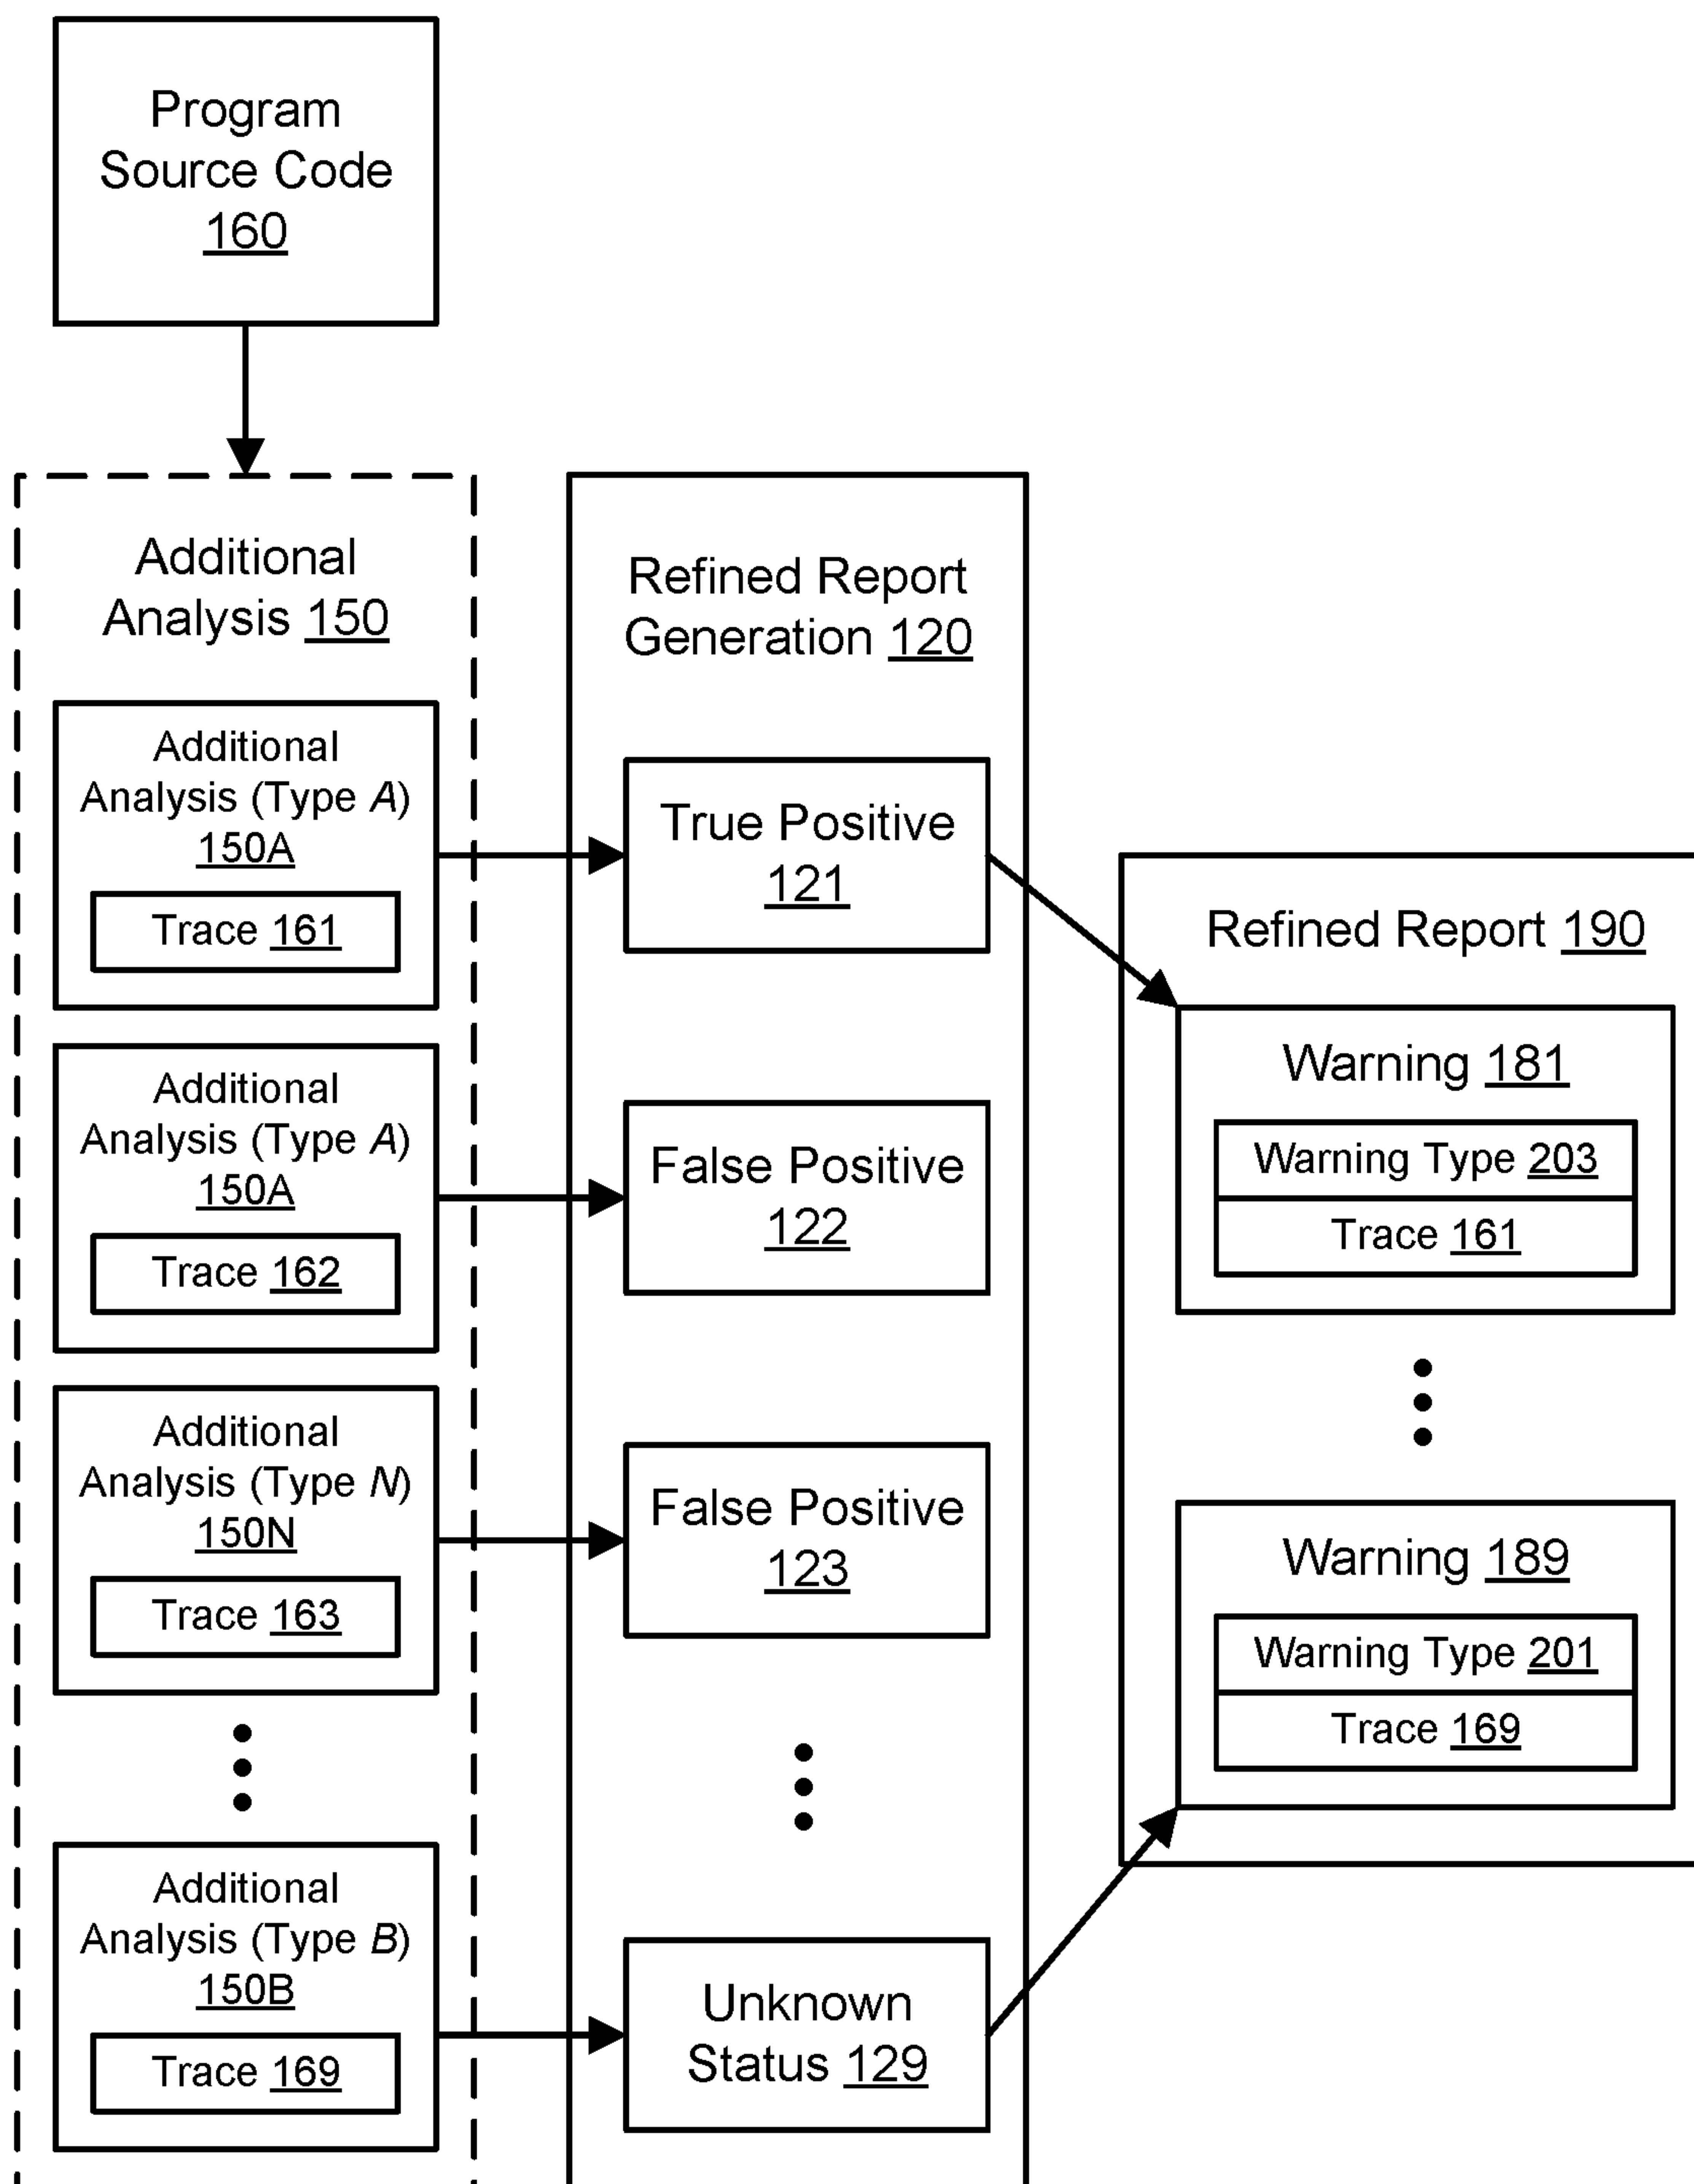 Program
Source Code
160
Additional
Analysis 150
Additional
Analysis (Type A)
150A
Trace 161
Additional
Analysis (Type A)
150A
Trace 162
Additional
Analysis (Type N)
150N
Trace 163
Additional
Analysis (Type B)
150B
Trace 169
Refined Report
Generation 120
True Positive
121
False Positive
122
False Positive
123
Unknown
Status 129
Refined Report 190
Warning 181
Warning Type 203
Trace 161
Warning 189
Warning Type 201
Trace 169